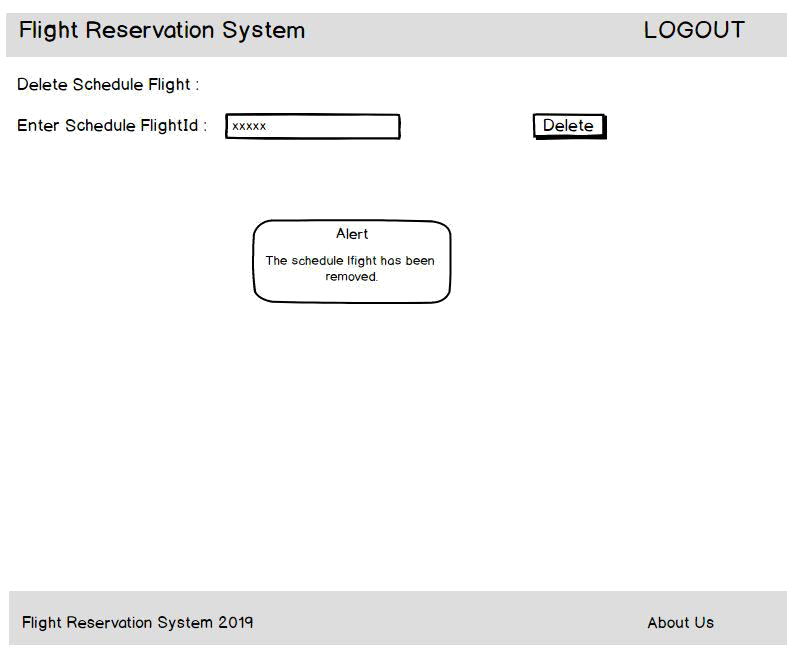 Flight Reservation System LOGOUT
Delete Schedule Flight :
Enter Schedule FlightId : xxxxx Delete
Alert
The schedule lfight has been
removed.
Flight Reservation System 2019 About Us